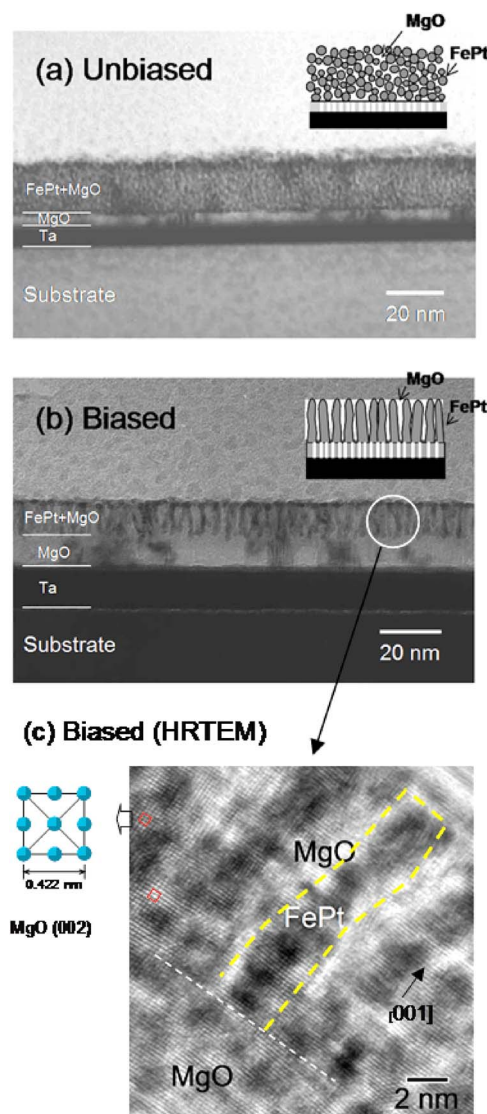 (a) Unbiased
MgO
FePt
FePt+MgO
MgO
Ta
Substrate
20 nm
(b) Biased
MgO
FePt
FePt+MgO
MgO
Ta
Substrate
20 nm
(c) Biased (HRTEM)
0.422 nm
MgO (002)
MgO
FePt
[001]
MgO
2 nm